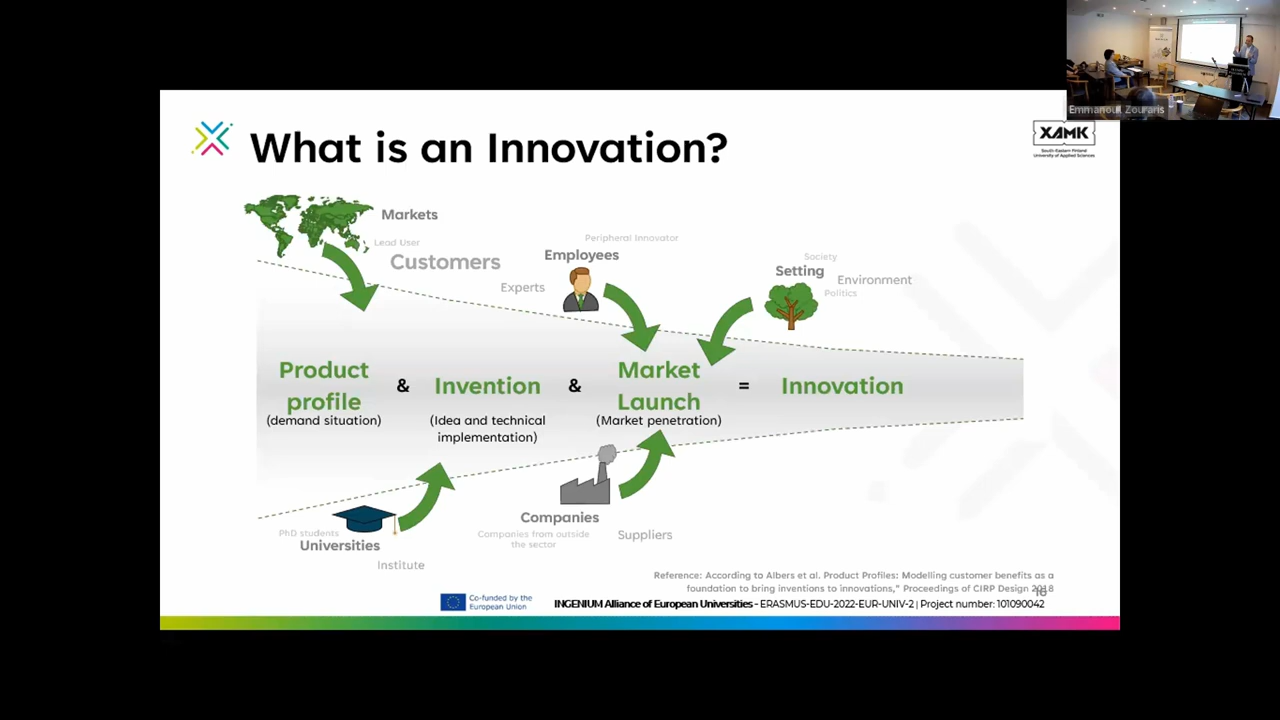 Emmanouil Zouraris
XAMK
South-Eastern Finland
University of Applied Sciences
What is an Innovation?
Markets
Lead User
Customers
Peripheral Innovator
Employees
Experts
Society
Setting
Environment
Politics
Product
profile
(demand situation)
&
Invention
(Idea and technical
implementation)
&
Market
Launch
(Market penetration)
=
Innovation
PhD students
Universities
Institute
Companies
Companies from outside
the sector
Suppliers
Reference: According to Albers et al. Product Profiles: Modelling customer benefits as a
foundation to bring inventions to innovations," Proceedings of CIRP Design 2018
16
Co-funded by the
European Union
INGENIUM Alliance of European Universities - ERASMUS-EDU-2022-EUR-UNIV-2 | Project number: 101090042